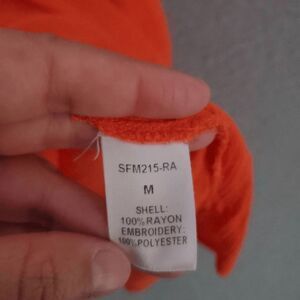 SFM215-RA
M
SHELL:
100%RAYON
EMBROIDERY:
100%POLYESTER